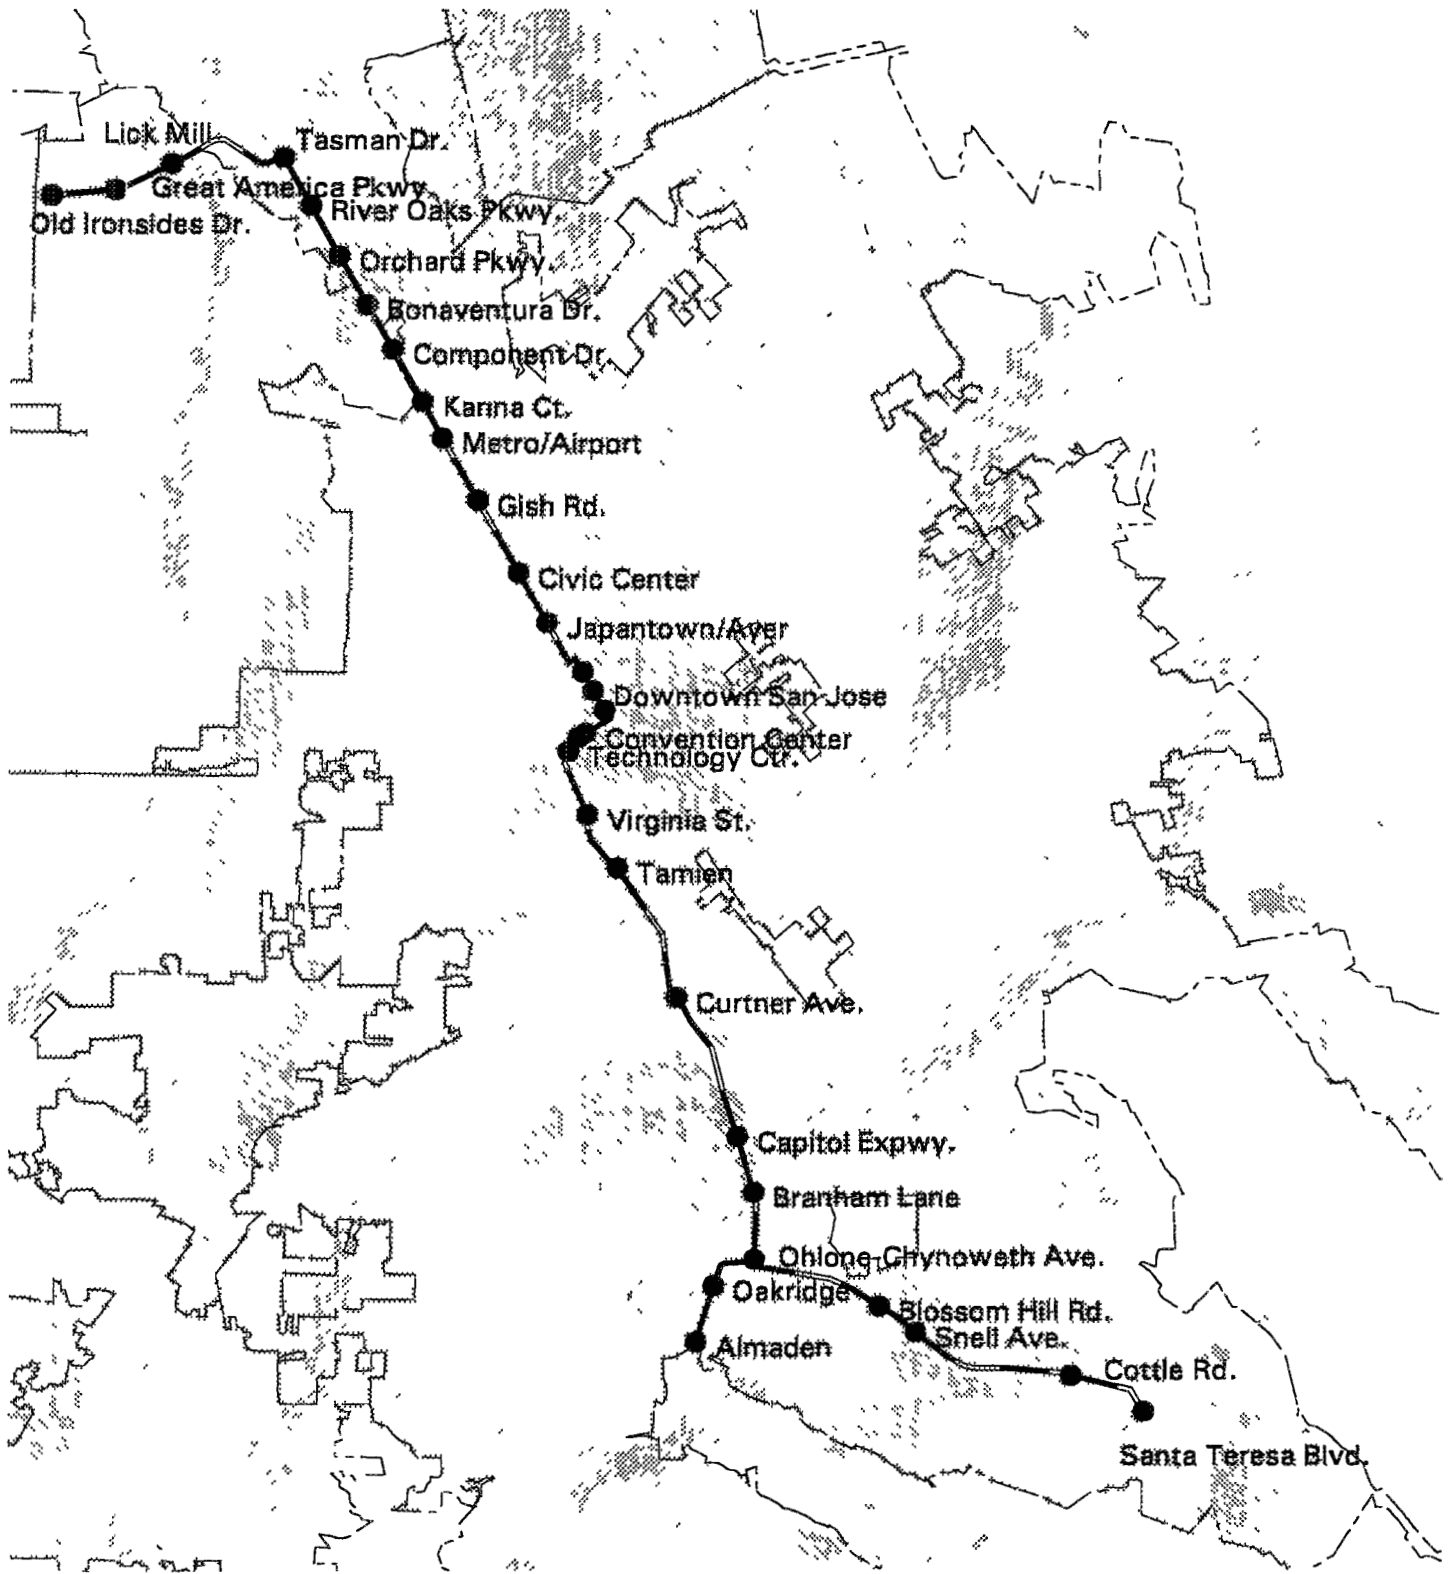 Lick Mill
Tasman Dr.
Great America Pkwy.
River Oaks Pkwy.
Old Ironsides Dr.
Orchard Pkwy.
Bonaventura Dr.
Component Dr.
Karina Ct.
Metro/Airport
Gish Rd.
Civic Center
Japantown/Ayer
Downtown San Jose
Convention Center
Technology Ctr.
Virginia St.
Tamien
Curtner Ave.
Capitol Expwy.
Branham Lane
Ohlone-Chynoweth Ave.
Oakridge
Blossom Hill Rd.
Snell Ave.
Almaden
Cottle Rd.
Santa Teresa Blvd.